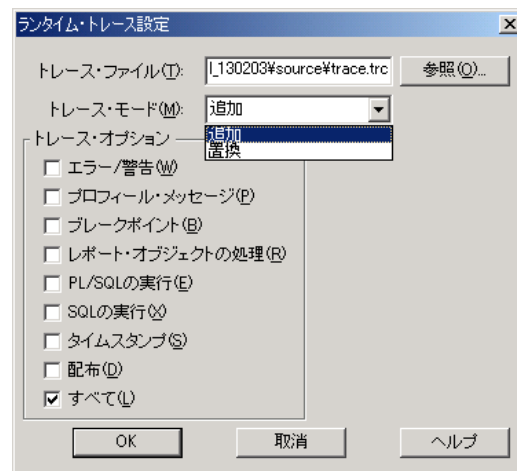 ランタイム・トレース設定
トレース・ファイル(T): l_130203¥source¥trace.trc 参照(O)...
トレース・モード(M): 追加
追加
置換
トレース・オプション
エラー/警告(W)
プロフィール・メッセージ(P)
ブレークポイント(B)
レポート・オブジェクトの処理(R)
PL/SQLの実行(E)
SQLの実行(X)
タイムスタンプ(S)
配布(D)
すべて(L)
OK 取消 ヘルプ